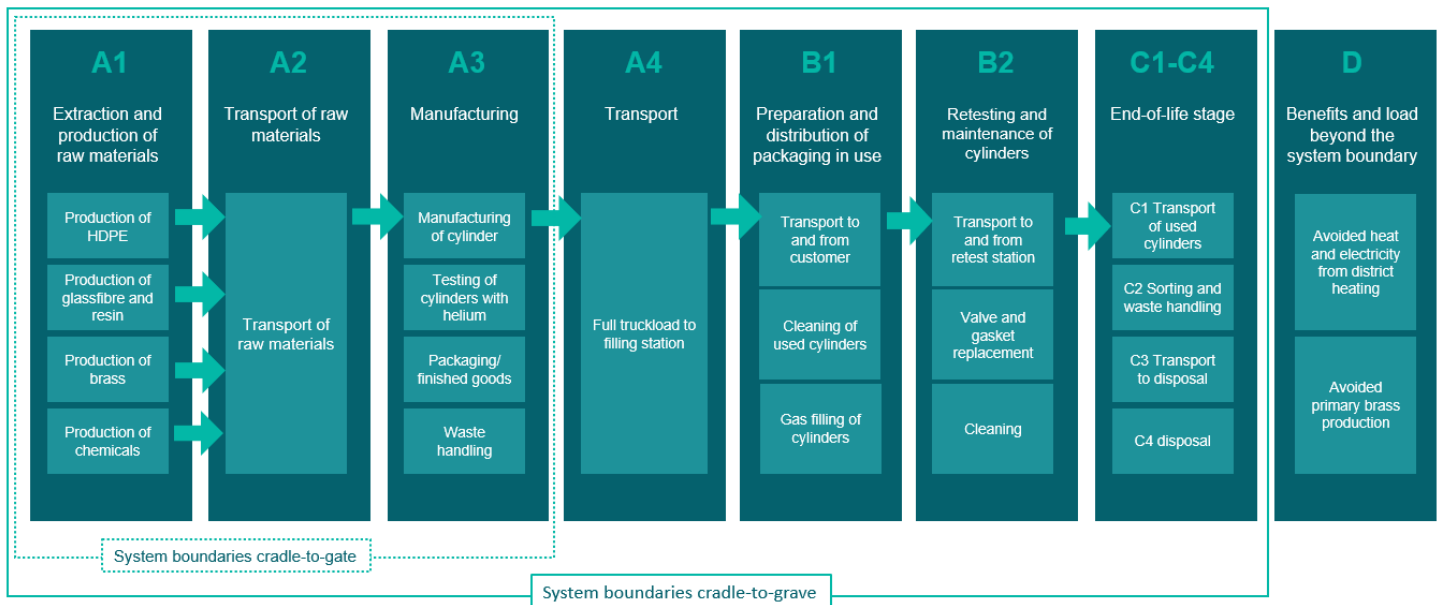 A1
Extraction and
production of
raw materials
Production of
HDPE
Production of
glassfibre and
resin
Production of
brass
Production of
chemicals
A2
Transport of raw
materials
Transport of
raw materials
A3
Manufacturing
Manufacturing
of cylinder
Testing of
cylinders with
helium
Packaging/
finished goods
Waste
handling
System boundaries cradle-to-gate
A4
Transport
Full truckload to
filling station
B1
Preparation and
distribution of
packaging in use
Transport to
and from
customer
Cleaning of
used cylinders
Gas filling of
cylinders
B2
Retesting and
maintenance of
cylinders
Transport to
and from
retest station
Valve and
gasket
replacement
Cleaning
C1-C4
End-of-life stage
C1 Transport
of used
cylinders
C2 Sorting and
waste handling
C3 Transport
to disposal
C4 disposal
System boundaries cradle-to-grave
D
Benefits and load
beyond the
system boundary
Avoided heat
and electricity
from district
heating
Avoided
primary brass
production